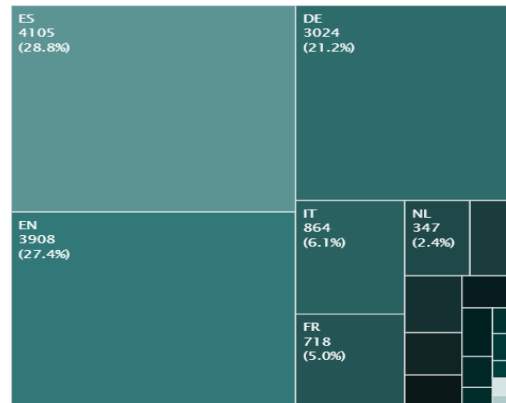 ES
4105
(28.8%)
DE
3024
(21.2%)
EN
3908
(27.4%)
IT
864
(6.1%)
NL
347
(2.4%)
FR
718
(5.0%)